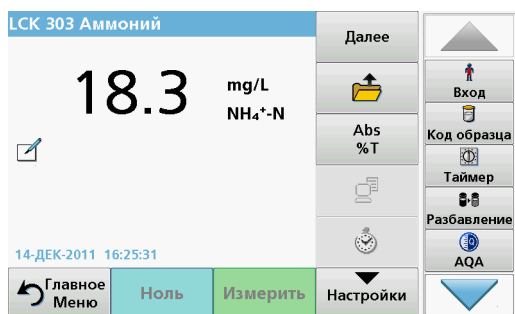 LCK 303 Аммоний
18.3
mg/L
NH₄⁺-N
14-ДЕК-2011 16:25:31
Далее
Abs
%T
Главное
Меню
Ноль
Измерить
Настройки
Вход
Код образца
Таймер
Разбавление
AQA